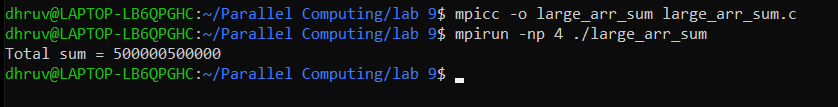 dhruv@LAPTOP-LB6QPGHC:~/Parallel Computing/lab 9$ mpicc -o large_arr_sum large_arr_sum.c
dhruv@LAPTOP-LB6QPGHC:~/Parallel Computing/lab 9$ mpirun -np 4 ./large_arr_sum
Total sum = 500000500000
dhruv@LAPTOP-LB6QPGHC:~/Parallel Computing/lab 9$